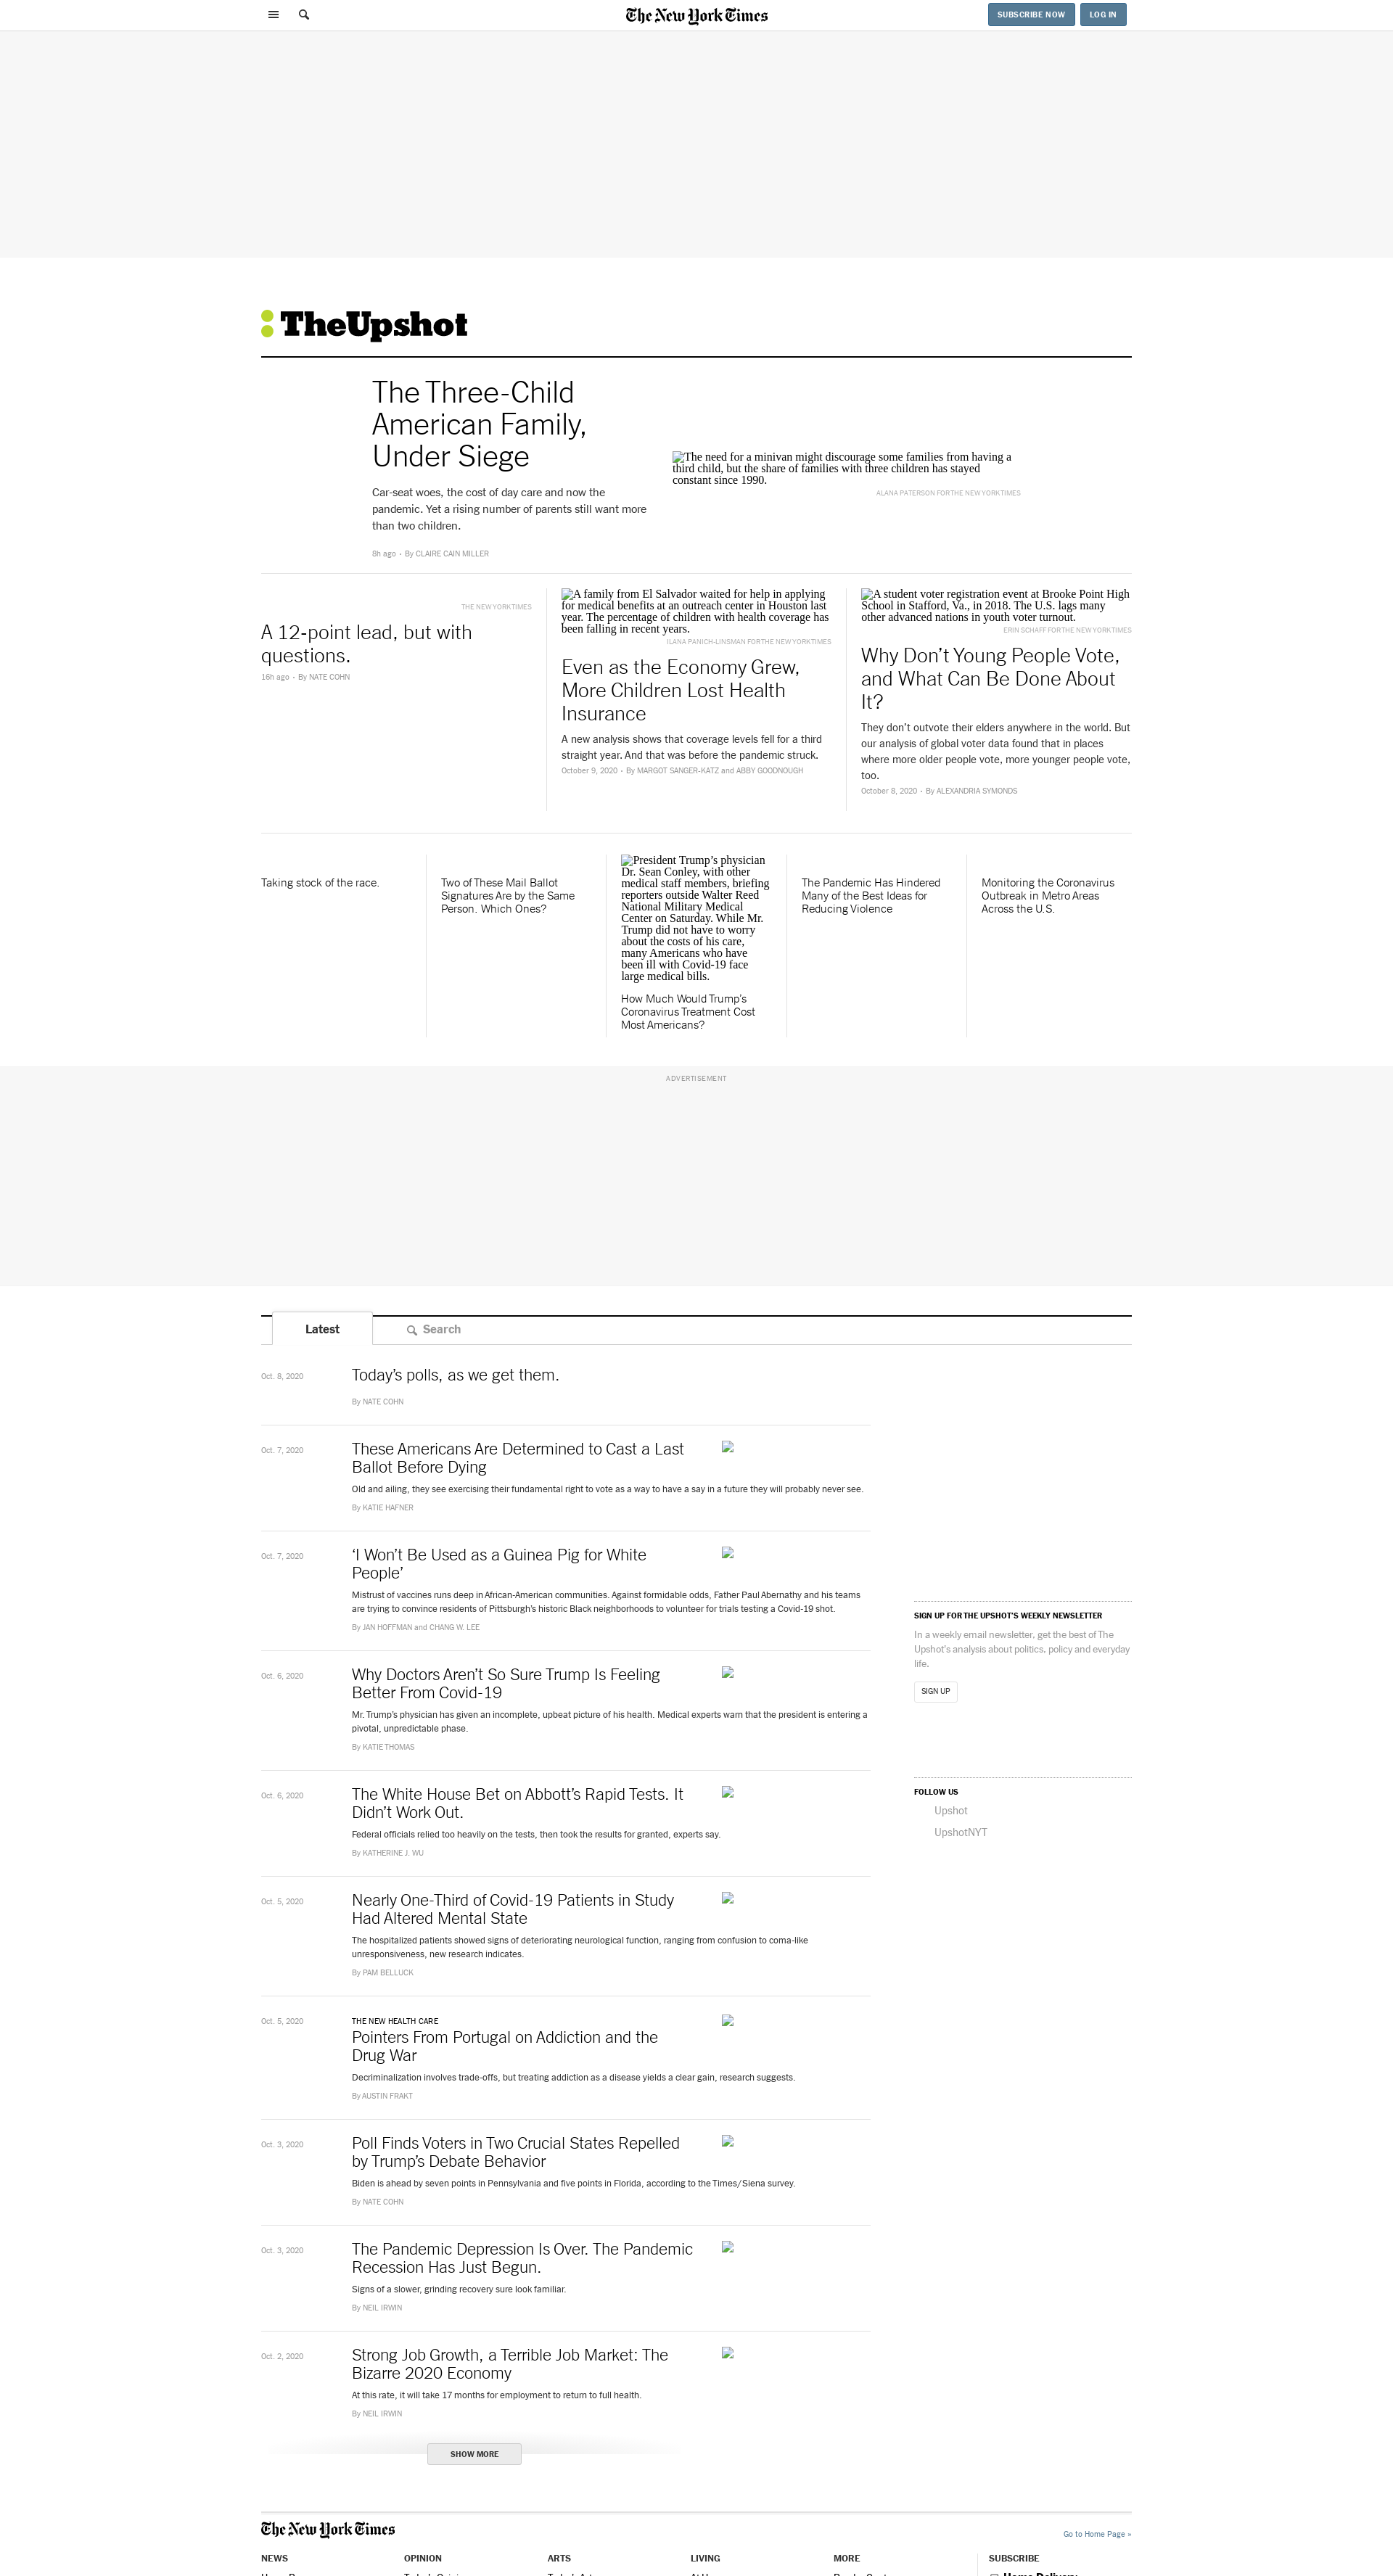 The New York Times
SUBSCRIBE NOW
LOG IN
TheUpshot
The Three-Child
American Family,
Under Siege
Car-seat woes, the cost of day care and now the
pandemic. Yet a rising number of parents still want more
than two children.
8h ago • By CLAIRE CAIN MILLER
The need for a minivan might discourage some families from having a
third child, but the share of families with three children has stayed
constant since 1990.
ALANA PATERSON FOR THE NEW YORK TIMES
THE NEW YORK TIMES
A 12-point lead, but with
questions.
16h ago • By NATE COHN
A family from El Salvador waited for help in applying
for medical benefits at an outreach center in Houston last
year. The percentage of children with health coverage has
been falling in recent years.
ILANA PANICH-LINSMAN FOR THE NEW YORK TIMES
Even as the Economy Grew,
More Children Lost Health
Insurance
A new analysis shows that coverage levels fell for a third
straight year. And that was before the pandemic struck.
October 9, 2020 • By MARGOT SANGER-KATZ and ABBY GOODNOUGH
A student voter registration event at Brooke Point High
School in Stafford, Va., in 2018. The U.S. lags many
other advanced nations in youth voter turnout.
ERIN SCHAFF FOR THE NEW YORK TIMES
Why Don’t Young People Vote,
and What Can Be Done About
It?
They don’t outvote their elders anywhere in the world. But
our analysis of global voter data found that in places
where more older people vote, more younger people vote,
too.
October 8, 2020 • By ALEXANDRIA SYMONDS
Taking stock of the race.
Two of These Mail Ballot
Signatures Are by the Same
Person. Which Ones?
President Trump’s physician
Dr. Sean Conley, with other
medical staff members, briefing
reporters outside Walter Reed
National Military Medical
Center on Saturday. While Mr.
Trump did not have to worry
about the costs of his care,
many Americans who have
been ill with Covid-19 face
large medical bills.
How Much Would Trump’s
Coronavirus Treatment Cost
Most Americans?
The Pandemic Has Hindered
Many of the Best Ideas for
Reducing Violence
Monitoring the Coronavirus
Outbreak in Metro Areas
Across the U.S.
ADVERTISEMENT
Latest
Search
Oct. 8, 2020
Today’s polls, as we get them.
By NATE COHN
Oct. 7, 2020
These Americans Are Determined to Cast a Last
Ballot Before Dying
Old and ailing, they see exercising their fundamental right to vote as a way to have a say in a future they will probably never see.
By KATIE HAFNER
Oct. 7, 2020
‘I Won’t Be Used as a Guinea Pig for White
People’
Mistrust of vaccines runs deep in African-American communities. Against formidable odds, Father Paul Abernathy and his teams
are trying to convince residents of Pittsburgh’s historic Black neighborhoods to volunteer for trials testing a Covid-19 shot.
By JAN HOFFMAN and CHANG W. LEE
Oct. 6, 2020
Why Doctors Aren’t So Sure Trump Is Feeling
Better From Covid-19
Mr. Trump’s physician has given an incomplete, upbeat picture of his health. Medical experts warn that the president is entering a
pivotal, unpredictable phase.
By KATIE THOMAS
Oct. 6, 2020
The White House Bet on Abbott’s Rapid Tests. It
Didn’t Work Out.
Federal officials relied too heavily on the tests, then took the results for granted, experts say.
By KATHERINE J. WU
Oct. 5, 2020
Nearly One-Third of Covid-19 Patients in Study
Had Altered Mental State
The hospitalized patients showed signs of deteriorating neurological function, ranging from confusion to coma-like
unresponsiveness, new research indicates.
By PAM BELLUCK
Oct. 5, 2020
THE NEW HEALTH CARE
Pointers From Portugal on Addiction and the
Drug War
Decriminalization involves trade-offs, but treating addiction as a disease yields a clear gain, research suggests.
By AUSTIN FRAKT
Oct. 3, 2020
Poll Finds Voters in Two Crucial States Repelled
by Trump’s Debate Behavior
Biden is ahead by seven points in Pennsylvania and five points in Florida, according to the Times/Siena survey.
By NATE COHN
Oct. 3, 2020
The Pandemic Depression Is Over. The Pandemic
Recession Has Just Begun.
Signs of a slower, grinding recovery sure look familiar.
By NEIL IRWIN
Oct. 2, 2020
Strong Job Growth, a Terrible Job Market: The
Bizarre 2020 Economy
At this rate, it will take 17 months for employment to return to full health.
By NEIL IRWIN
SHOW MORE
SIGN UP FOR THE UPSHOT’S WEEKLY NEWSLETTER
In a weekly email newsletter, get the best of The
Upshot’s analysis about politics, policy and everyday
life.
SIGN UP
FOLLOW US
Upshot
UpshotNYT
The New York Times
Go to Home Page »
NEWS
OPINION
ARTS
LIVING
MORE
SUBSCRIBE